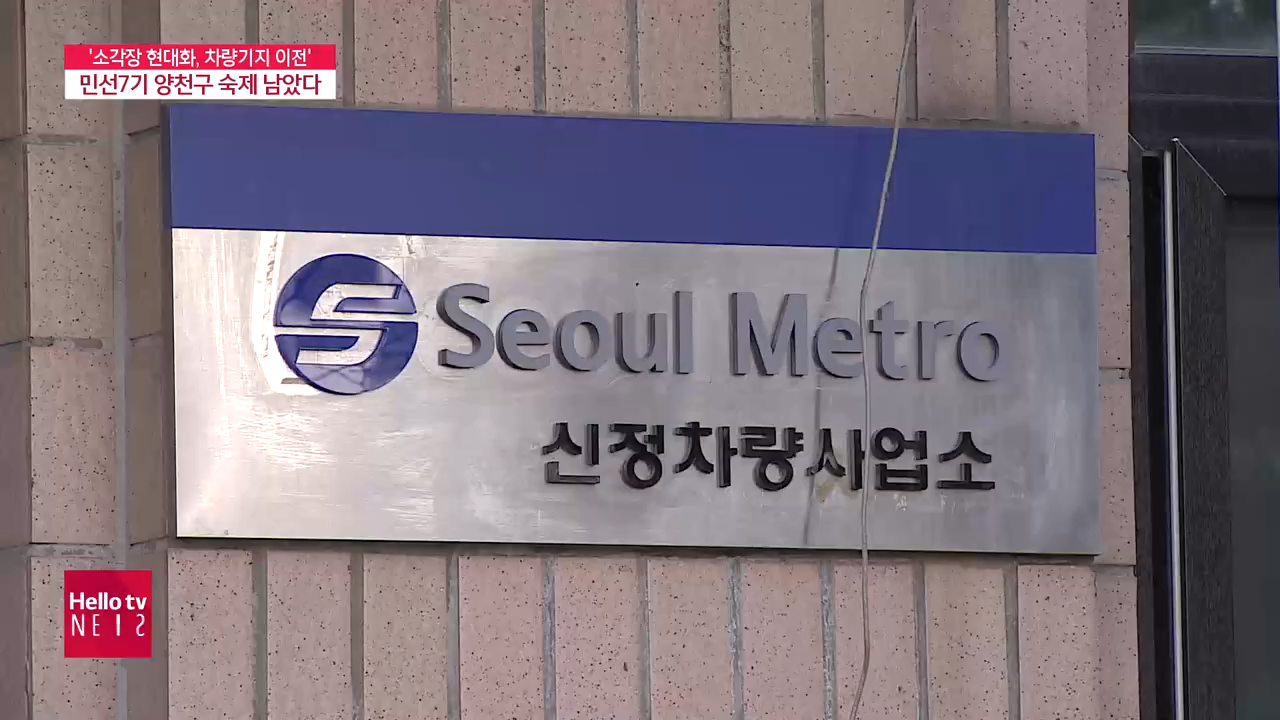 '소각장 현대화, 차량기지 이전'
민선7기 양천구 숙제 남았다
Seoul Metro
신정차량사업소
Hello tv
NEIS